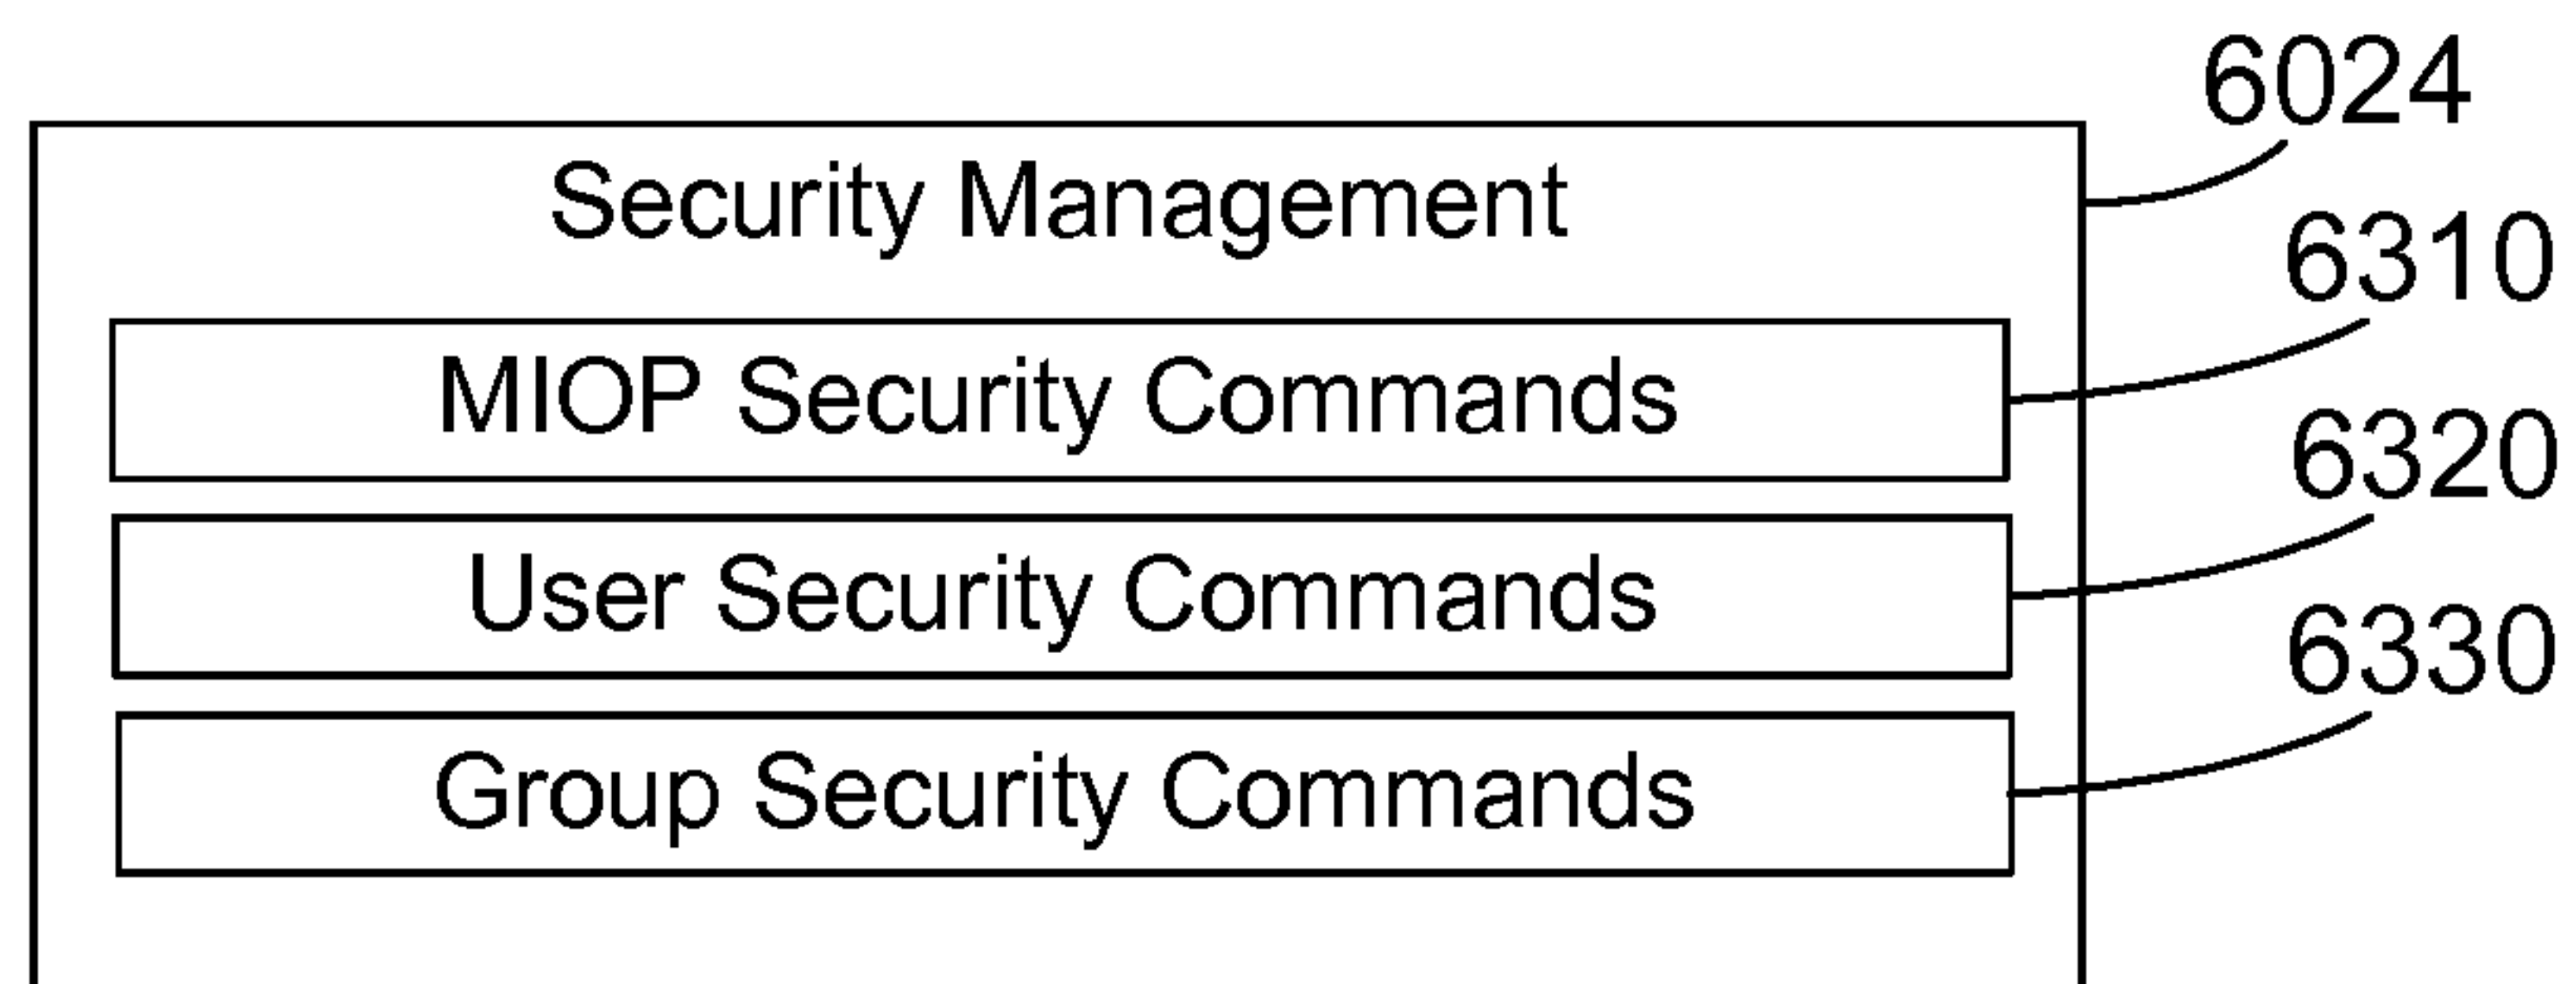 6024
Security Management
6310
MIOP Security Commands
6320
User Security Commands
6330
Group Security Commands